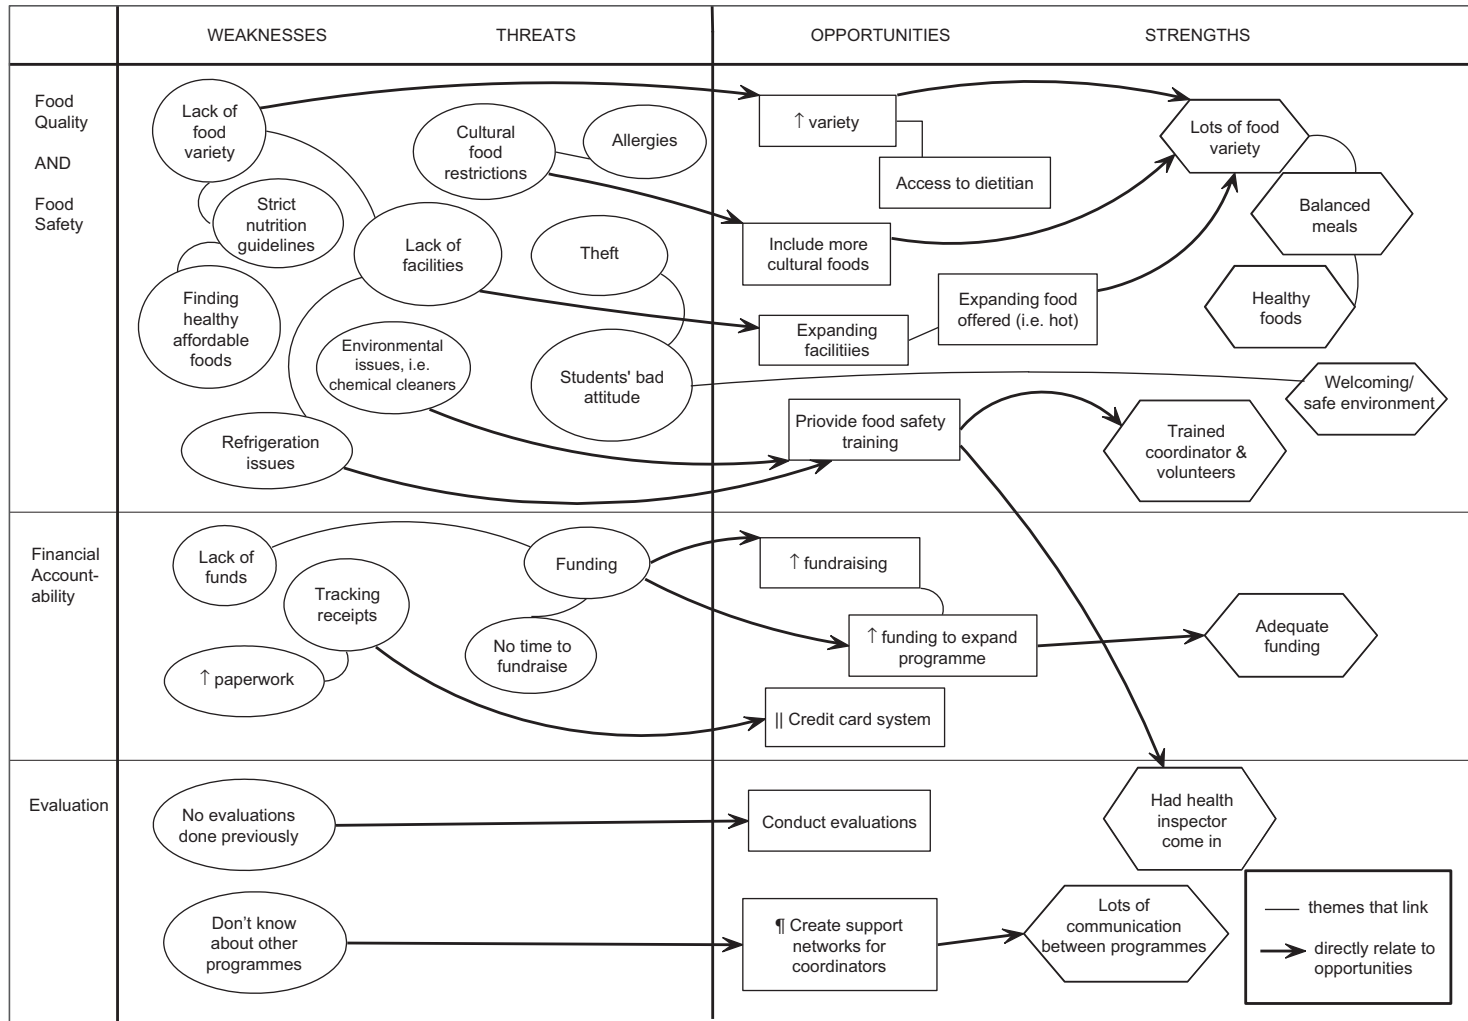 WEAKNESSES
THREATS
OPPORTUNITIES
STRENGTHS
Food
Quality
AND
Food
Safety
Lack of
food
variety
Strict
nutrition
guidelines
Finding
healthy
affordable
foods
Cultural
food
restrictions
Allergies
Lack of
facilities
Theft
Environmental
issues, i.e.
chemical cleaners
Students' bad
attitude
Refrigeration
issues
↑ variety
Access to dietitian
Include more
cultural foods
Expanding food
offered (i.e. hot)
Expanding
facilitiies
Priovide food safety
training
Lots of food
variety
Balanced
meals
Healthy
foods
Welcoming/
safe environment
Trained
coordinator &
volunteers
Financial
Account-
ability
Lack of
funds
Tracking
receipts
↑ paperwork
Funding
No time to
fundraise
↑ fundraising
↑ funding to expand
programme
|| Credit card system
Adequate
funding
Evaluation
No evaluations
done previously
Don't know
about other
programmes
Conduct evaluations
¶ Create support
networks for
coordinators
Had health
inspector
come in
Lots of
communication
between programmes
themes that link
directly relate to
opportunities